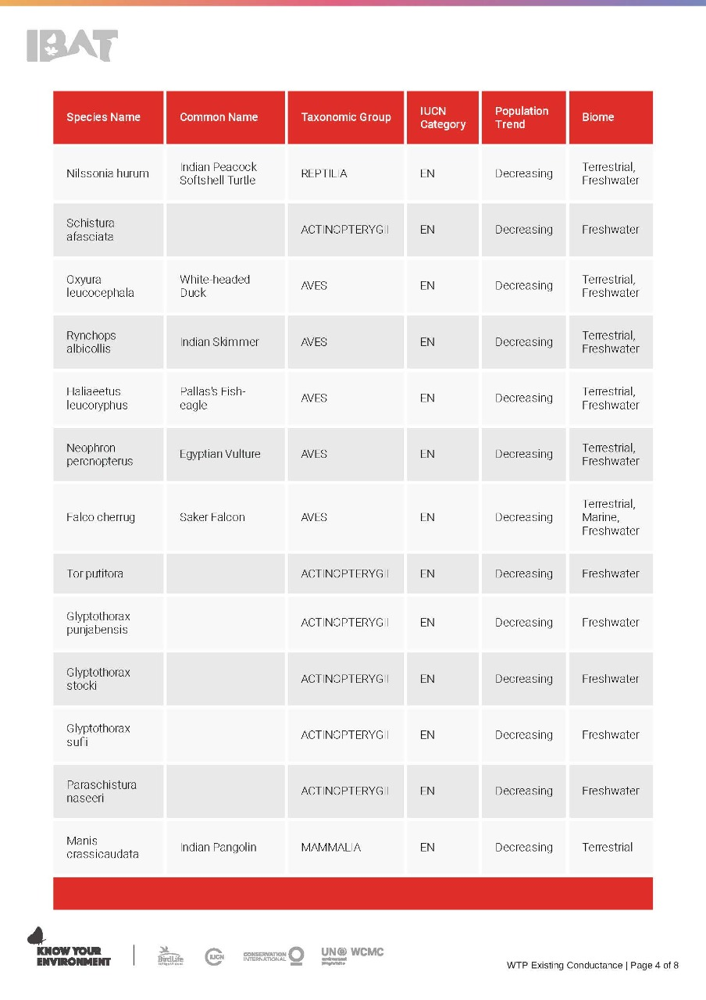 IBAT
Species Name
Common Name
Taxonomic Group
IUCN
Category
Population
Trend
Biome
Nilssonia hurum
Indian Peacock
Softshell Turtle
REPTILIA
EN
Decreasing
Terrestrial,
Freshwater
Schistura
afasciata
ACTINOPTERYGII
EN
Decreasing
Freshwater
Oxyura
leucocephala
White-headed
Duck
AVES
EN
Decreasing
Terrestrial,
Freshwater
Rynchops
albicollis
Indian Skimmer
AVES
EN
Decreasing
Terrestrial,
Freshwater
Haliaeetus
leucoryphus
Pallas's Fish-
eagle
AVES
EN
Decreasing
Terrestrial,
Freshwater
Neophron
percnopterus
Egyptian Vulture
AVES
EN
Decreasing
Terrestrial,
Freshwater
Falco cherrug
Saker Falcon
AVES
EN
Decreasing
Terrestrial,
Marine,
Freshwater
Tor putitora
ACTINOPTERYGII
EN
Decreasing
Freshwater
Glyptothorax
punjabensis
ACTINOPTERYGII
EN
Decreasing
Freshwater
Glyptothorax
stocki
ACTINOPTERYGII
EN
Decreasing
Freshwater
Glyptothorax
sufii
ACTINOPTERYGII
EN
Decreasing
Freshwater
Paraschistura
naseeri
ACTINOPTERYGII
EN
Decreasing
Freshwater
Manis
crassicaudata
Indian Pangolin
MAMMALIA
EN
Decreasing
Terrestrial
KNOW YOUR
ENVIRONMENT
BirdLife
INTERNATIONAL
IUCN
CONSERVATION
INTERNATIONAL
UN WCMC
environment
programme
WTP Existing Conductance | Page 4 of 8